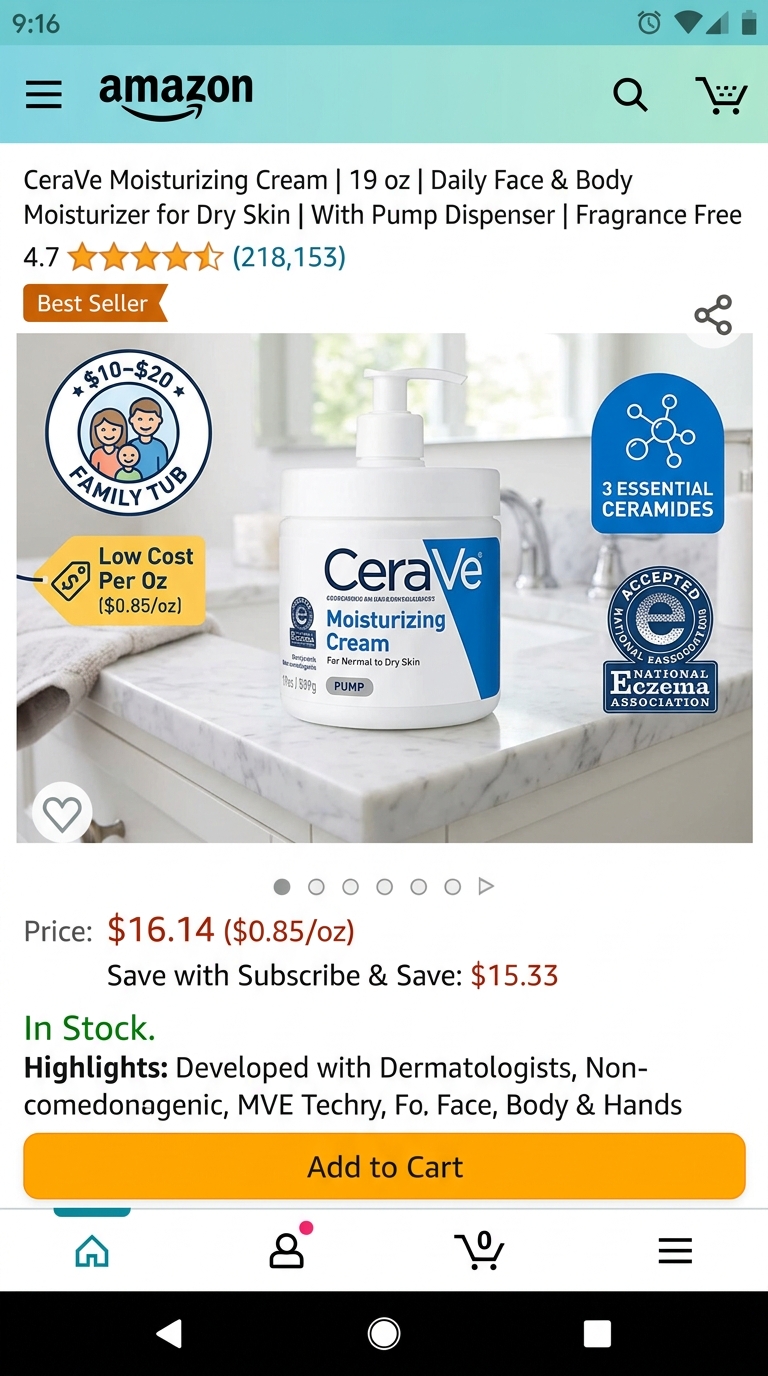 9:16
amazon
CeraVe Moisturizing Cream | 19 oz | Daily Face & Body
Moisturizer for Dry Skin | With Pump Dispenser | Fragrance Free
4.7 (218,153)
Best Seller
$10–$20
FAMILY TUB
Low Cost
Per Oz
($0.85/oz)
3 ESSENTIAL
CERAMIDES
ACCEPTED
NATIONAL
e
NATIONAL
Eczema
ASSOCIATION
CeraVe
Moisturizing
Cream
For Normal to Dry Skin
PUMP
Price: $16.14 ($0.85/oz)
Save with Subscribe & Save: $15.33
In Stock.
Highlights: Developed with Dermatologists, Non-
comedonagenic, MVE Techry, Fo. Face, Body & Hands
Add to Cart
0